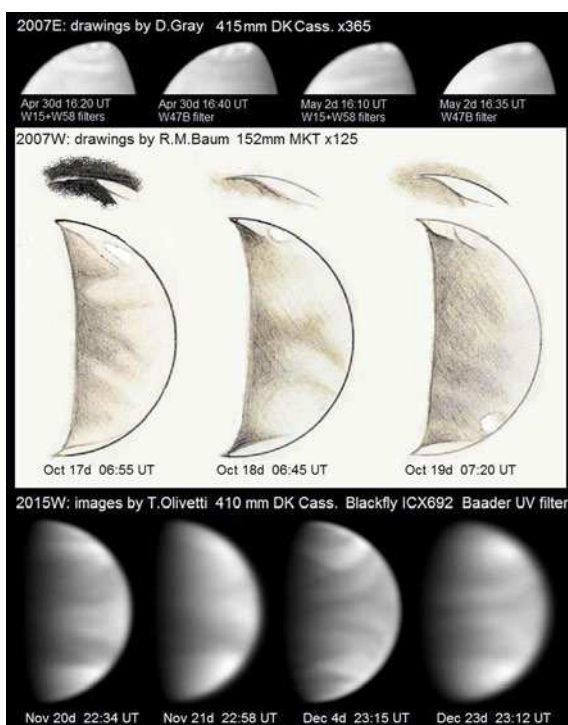 2007E: drawings by D.Gray 415mm DK Cass. x365
Apr 30d 16:20 UT
W15+W58 filters
Apr 30d 16:40 UT
W47B filter
May 2d 16:10 UT
W15+W58 filters
May 2d 16:35 UT
W47B filter
2007W: drawings by R.M.Baum 152mm MKT x125
Oct 17d 06:55 UT
Oct 18d 06:45 UT
Oct 19d 07:20 UT
2015W: images by T.Olivetti 410 mm DK Cass. Blackfly ICX692 Baader UV filter
Nov 20d 22:34 UT
Nov 21d 22:58 UT
Dec 4d 23:15 UT
Dec 23d 23:12 UT